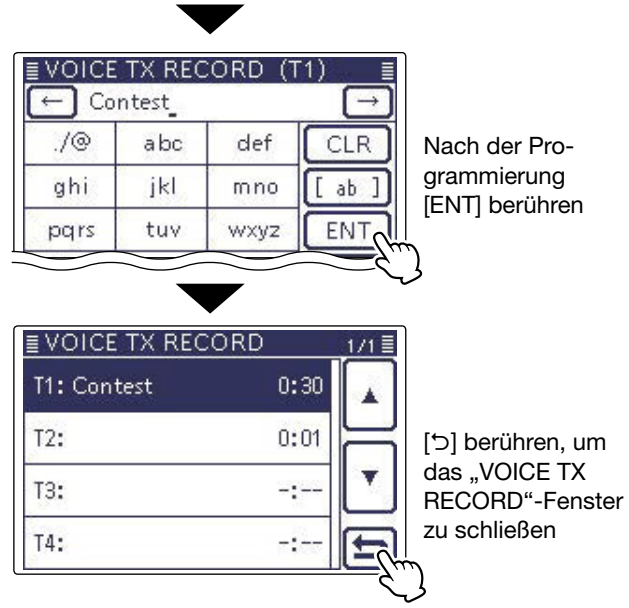 VOICE TX RECORD (T1)
← Contest_ →
./@ abc def CLR
ghi jkl mno [ ab ]
pqrs tuv wxyz ENT
Nach der Pro-
grammierung
[ENT] berühren
VOICE TX RECORD 1/1
T1: Contest 0:30
T2: 0:01
T3: -:--
T4: -:--
[⮌] berühren, um
das „VOICE TX
RECORD“-Fenster
zu schließen